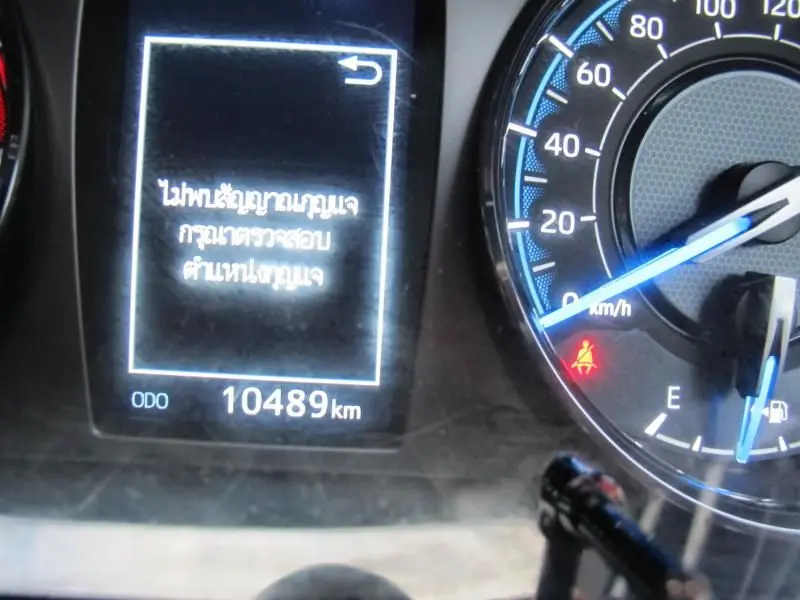 ไม่พบสัญญาณกุญแจ
กรุณาตรวจสอบ
ตำแหน่งกุญแจ
ODO 10489km
120
100
80
60
40
20
0 km/h
E